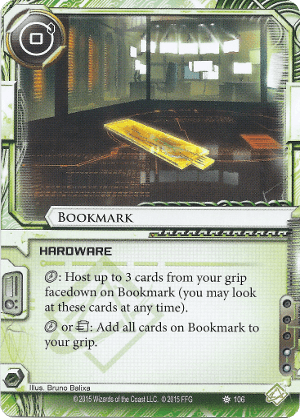 BOOKMARK
HARDWARE
: Host up to 3 cards from your grip
facedown on Bookmark (you may look
at these cards at any time).
or : Add all cards on Bookmark to
your grip.
Illus. Bruno Balixa
© 2015 Wizards of the Coast LLC. © 2015 FFG 106